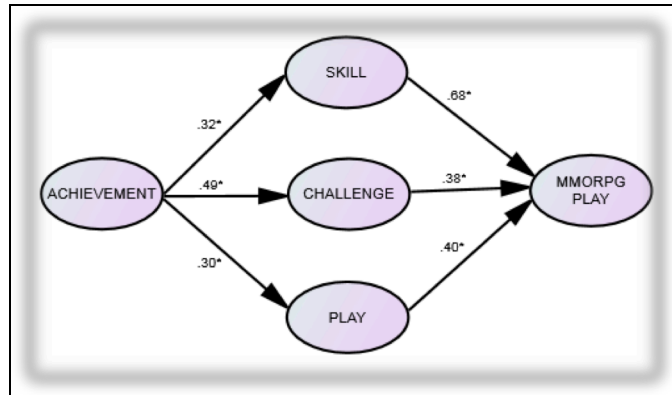 SKILL
.68*
.32*
ACHIEVEMENT
.49*
CHALLENGE
.38*
MMORPG
PLAY
.30*
.40*
PLAY